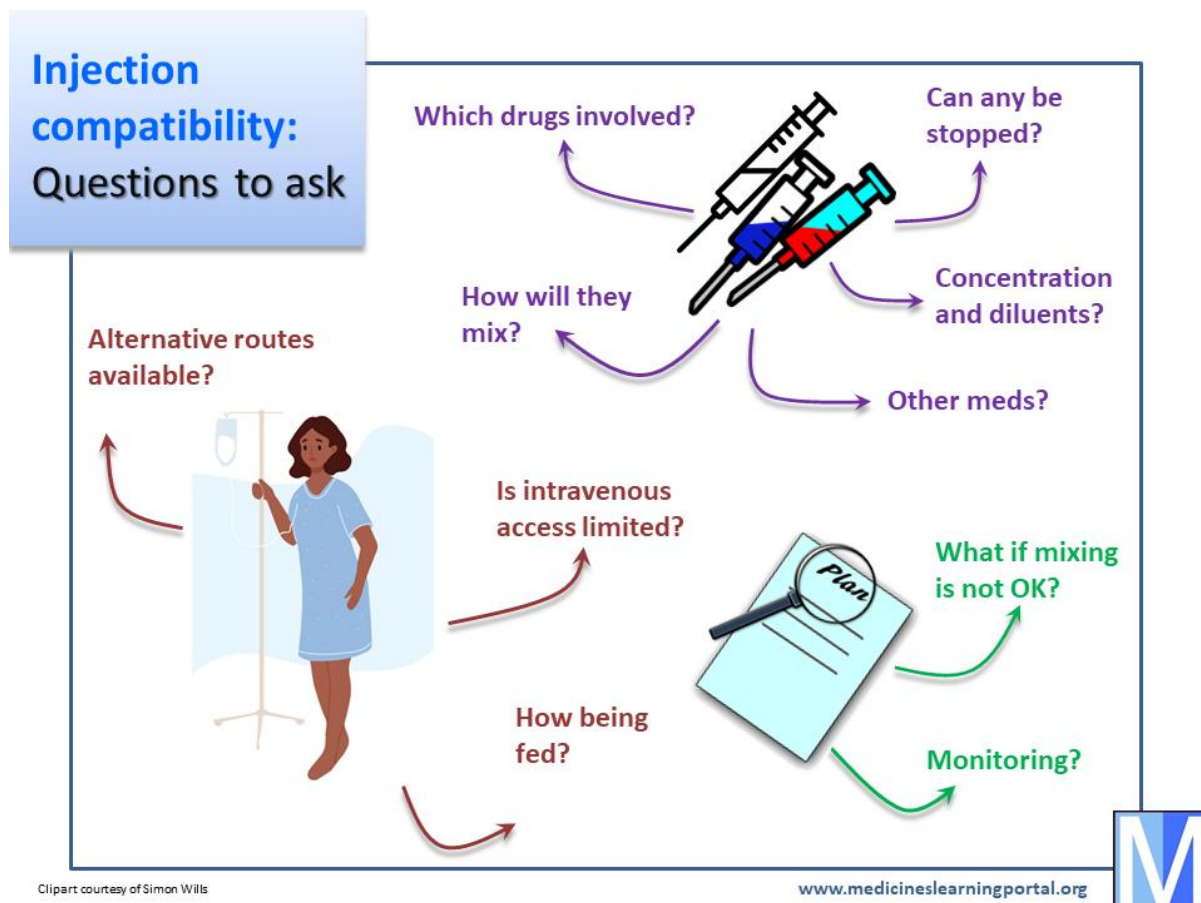 Injection
compatibility:
Questions to ask
Which drugs involved?
Can any be
stopped?
How will they
mix?
Concentration
and diluents?
Other meds?
Alternative routes
available?
Is intravenous
access limited?
How being
fed?
Plan
What if mixing
is not OK?
Monitoring?
Clipart courtesy of Simon Wills
www.medicineslearningportal.org
M